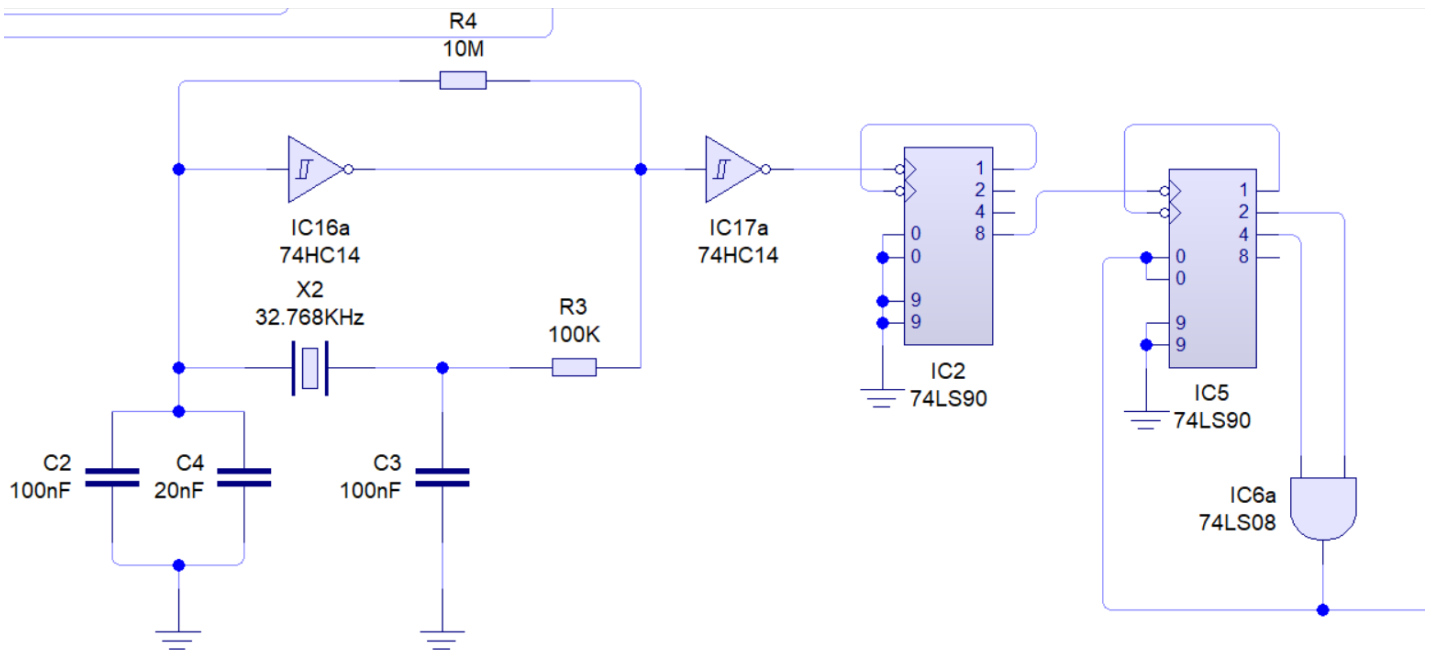 R4
10M
IC16a
74HC14
X2
32.768KHz
R3
100K
C2
100nF
C4
20nF
C3
100nF
IC17a
74HC14
1
2
4
8
0
0
9
9
IC2
74LS90
1
2
4
8
0
0
9
9
IC5
74LS90
IC6a
74LS08